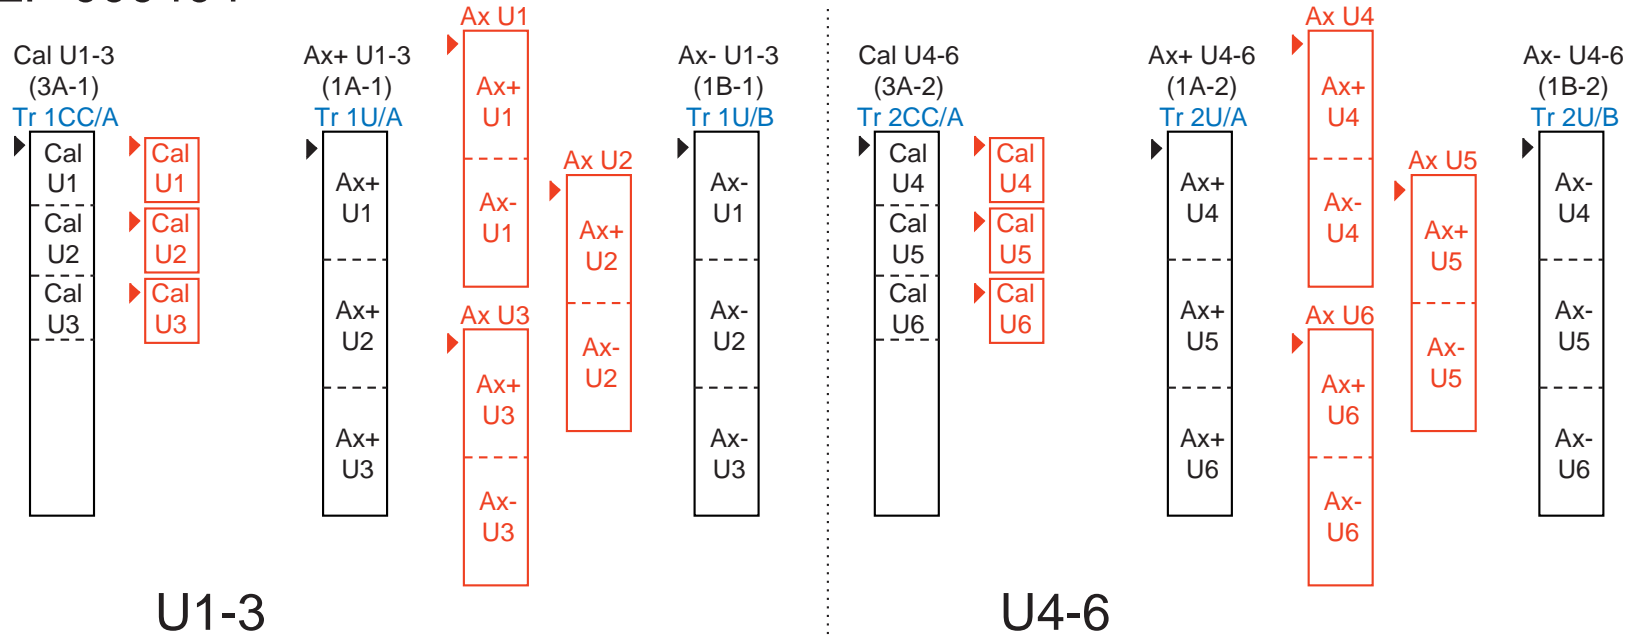 Cal U1-3
(3A-1)
Tr 1CC/A
Cal
U1
Cal
U2
Cal
U3
Cal
U1
Cal
U2
Cal
U3
Ax+ U1-3
(1A-1)
Tr 1U/A
Ax+
U1
Ax+
U2
Ax+
U3
Ax U1
Ax+
U1
Ax-
U1
Ax U3
Ax+
U3
Ax-
U3
Ax U2
Ax+
U2
Ax-
U2
Ax- U1-3
(1B-1)
Tr 1U/B
Ax-
U1
Ax-
U2
Ax-
U3
U1-3
Cal U4-6
(3A-2)
Tr 2CC/A
Cal
U4
Cal
U5
Cal
U6
Cal
U4
Cal
U5
Cal
U6
Ax+ U4-6
(1A-2)
Tr 2U/A
Ax+
U4
Ax+
U5
Ax+
U6
Ax U4
Ax+
U4
Ax-
U4
Ax U6
Ax+
U6
Ax-
U6
Ax U5
Ax+
U5
Ax-
U5
Ax- U4-6
(1B-2)
Tr 2U/B
Ax-
U4
Ax-
U5
Ax-
U6
U4-6